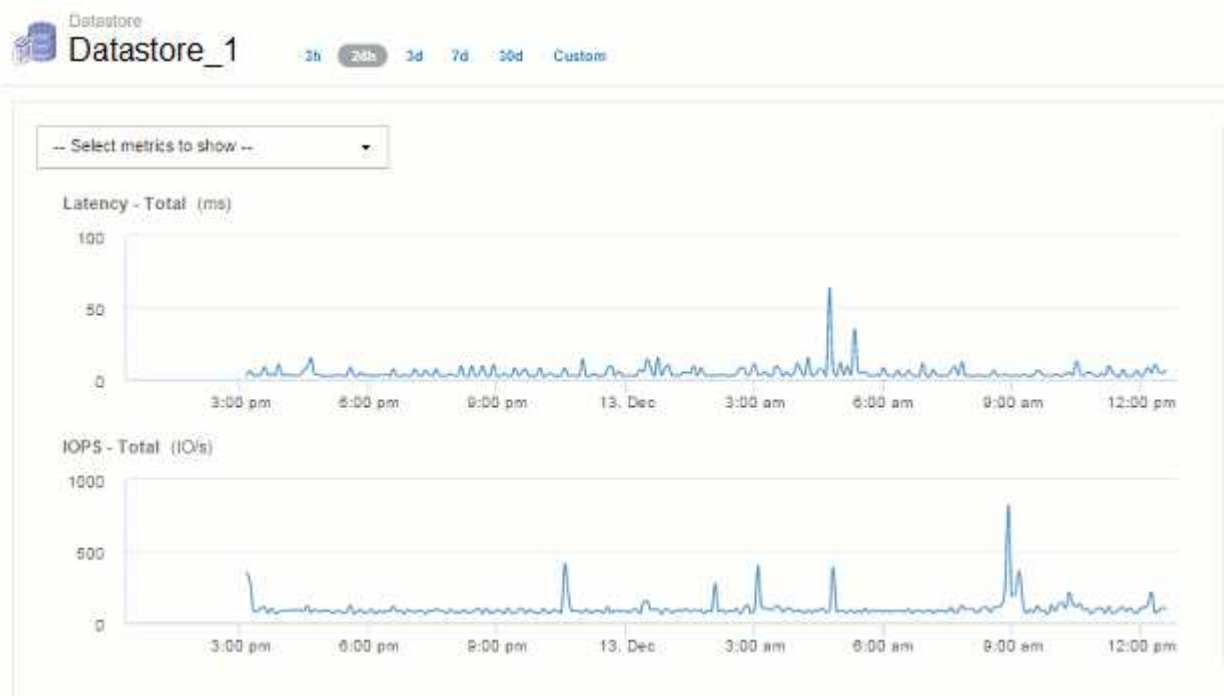 Datastore
Datastore_1
3h 24h 3d 7d 30d Custom
-- Select metrics to show --
Latency - Total (ms)
100
50
0
3:00 pm 6:00 pm 9:00 pm 13. Dec 3:00 am 6:00 am 9:00 am 12:00 pm
IOPS - Total (IO/s)
1000
500
0
3:00 pm 6:00 pm 9:00 pm 13. Dec 3:00 am 6:00 am 9:00 am 12:00 pm